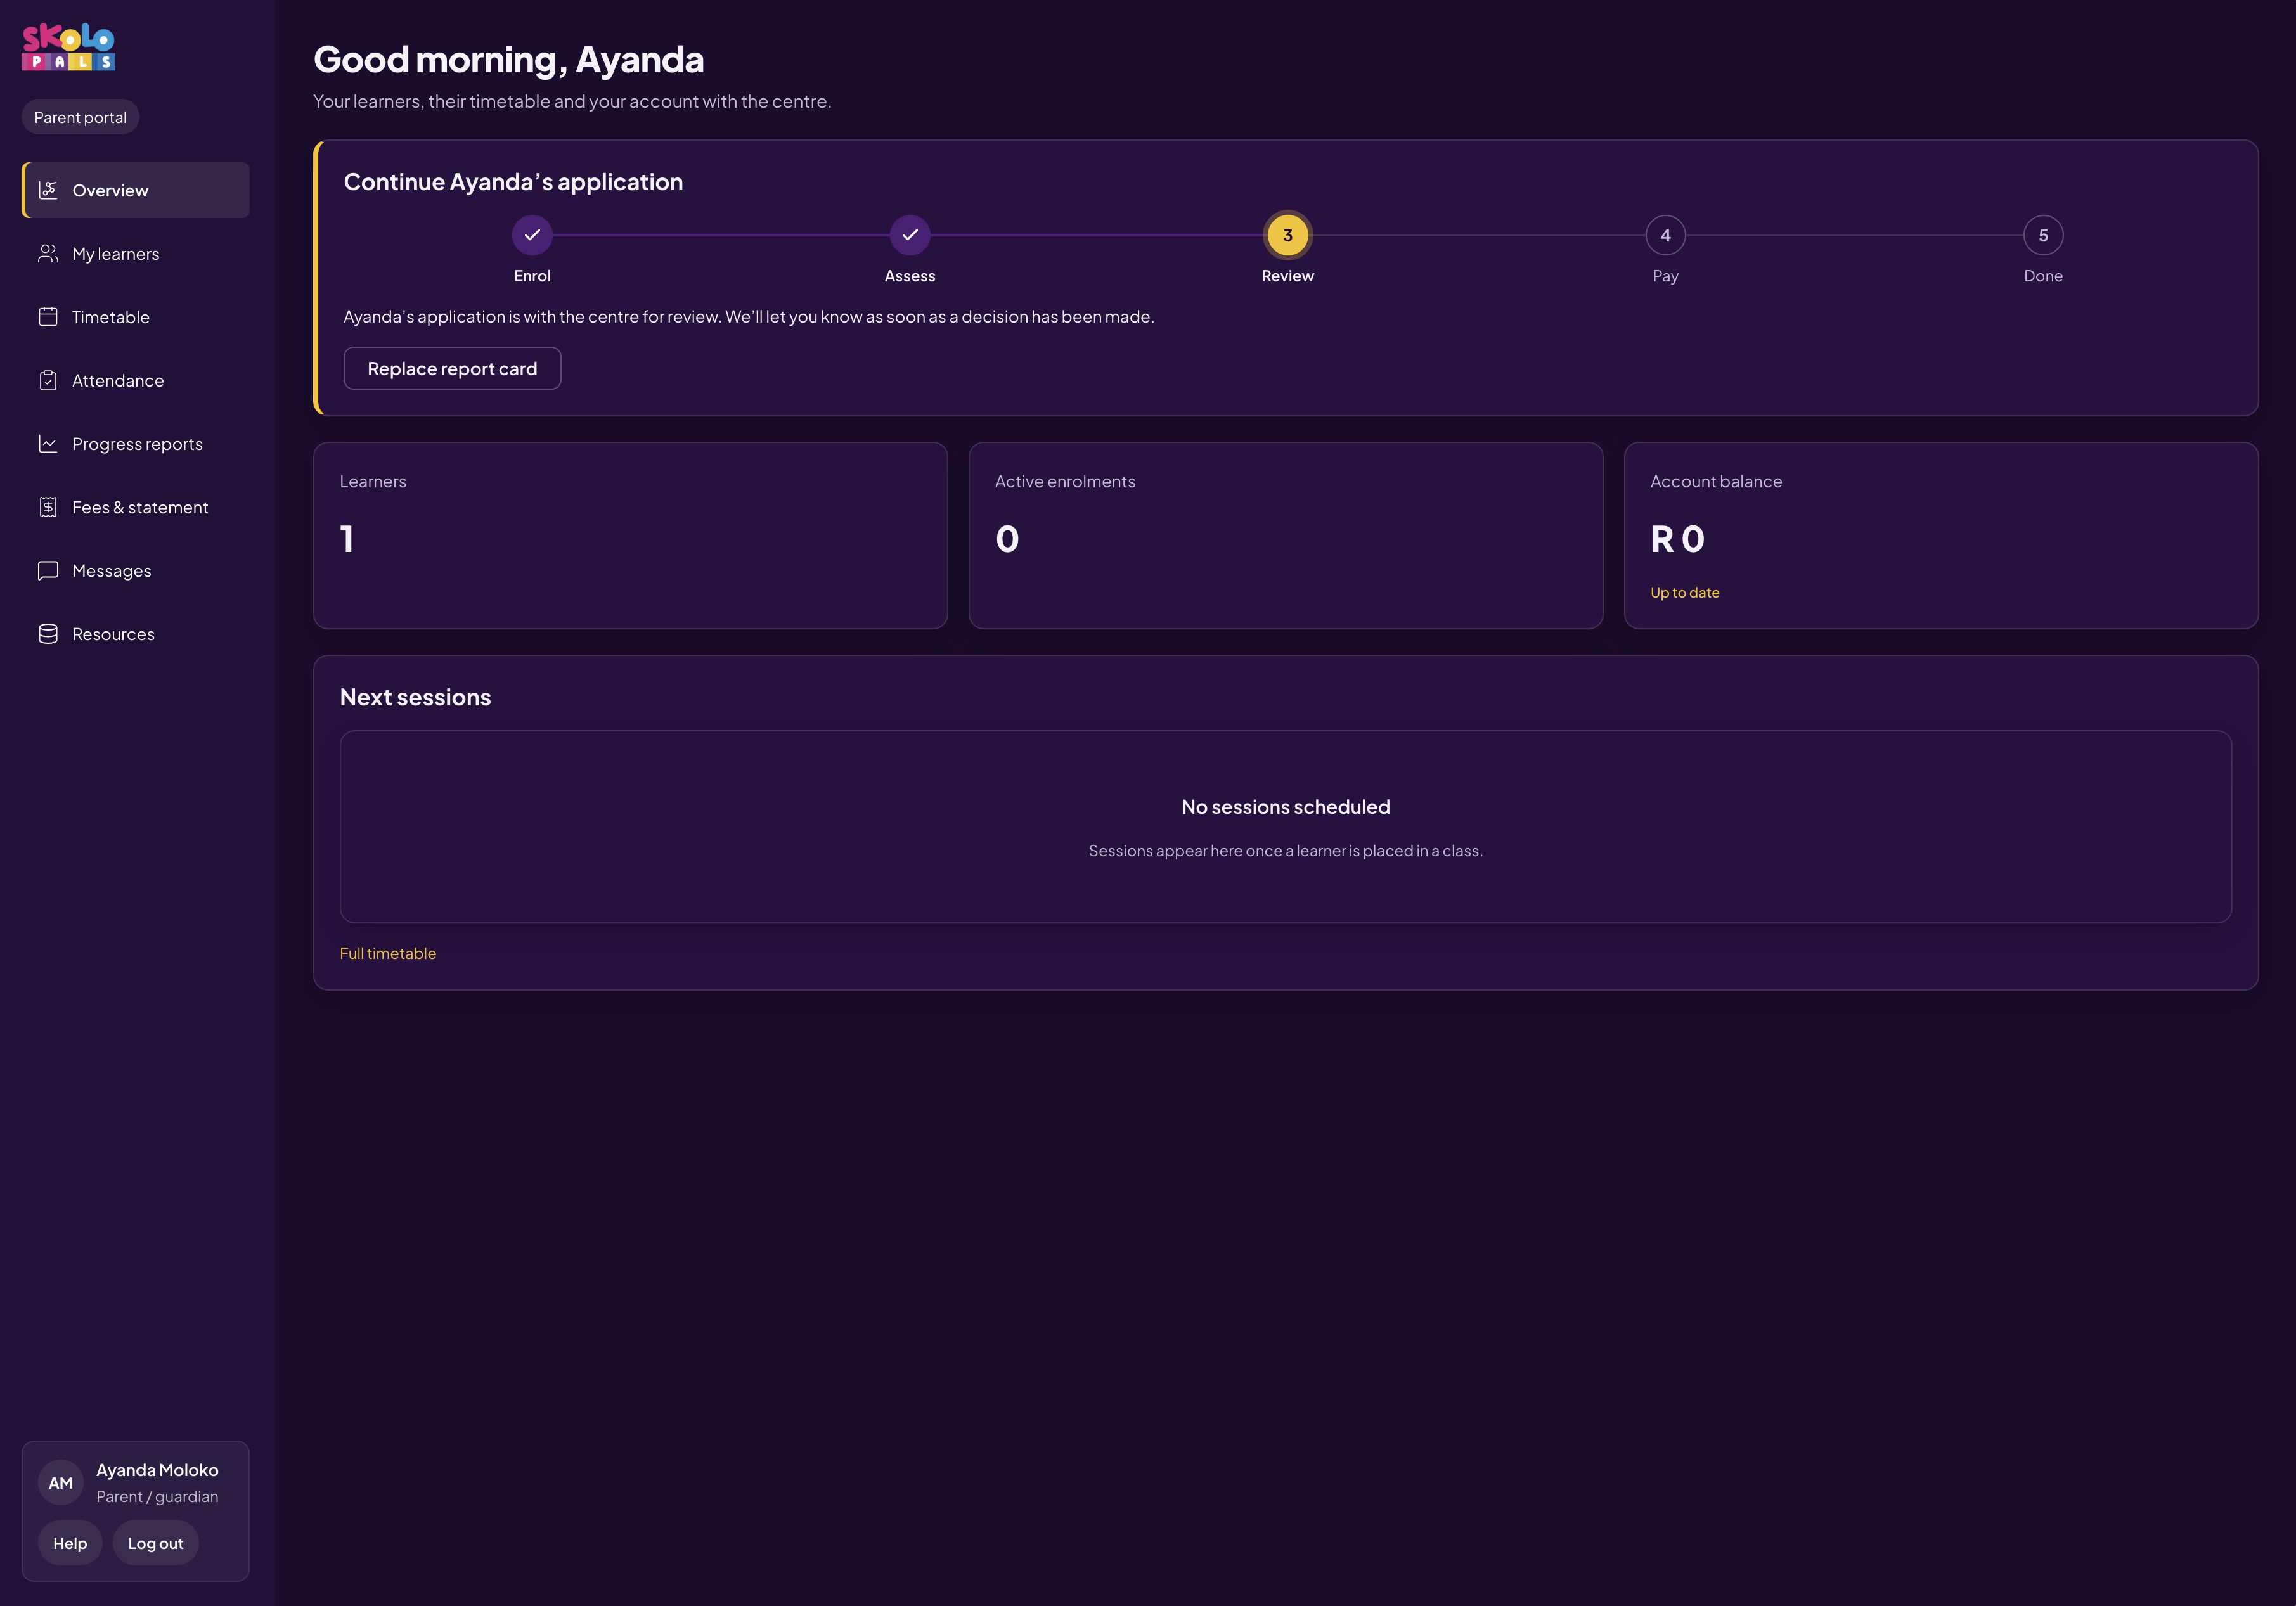 SKOLO
PALS
Parent portal
Overview
My learners
Timetable
Attendance
Progress reports
Fees & statement
Messages
Resources
AM
Ayanda Moloko
Parent / guardian
Help
Log out
Good morning, Ayanda
Your learners, their timetable and your account with the centre.
Continue Ayanda’s application
3
4
5
Enrol
Assess
Review
Pay
Done
Ayanda’s application is with the centre for review. We’ll let you know as soon as a decision has been made.
Replace report card
Learners
1
Active enrolments
0
Account balance
R 0
Up to date
Next sessions
No sessions scheduled
Sessions appear here once a learner is placed in a class.
Full timetable